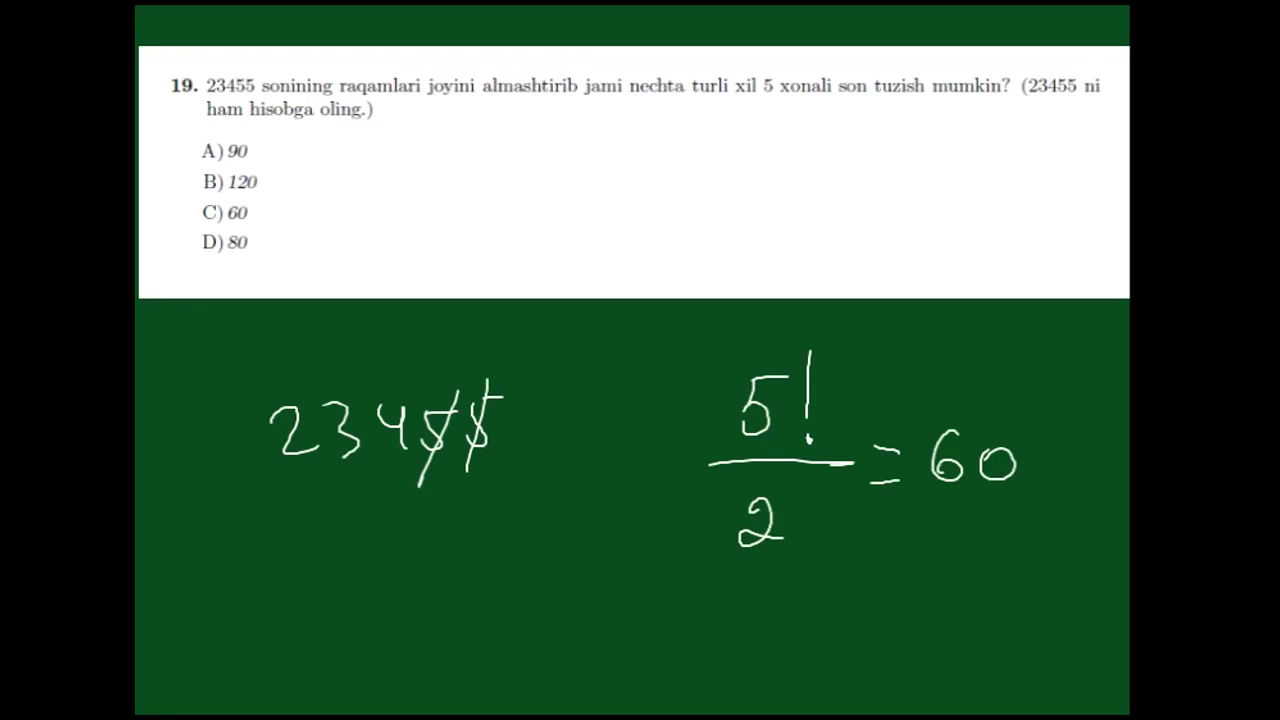 19. 23455 sonining raqamlari joyini almashtirib jami nechta turli xil 5 xonali son tuzish mumkin? (23455 ni
ham hisobga oling.)
A) 90
B) 120
C) 60
D) 80
23455
5!
2
= 60